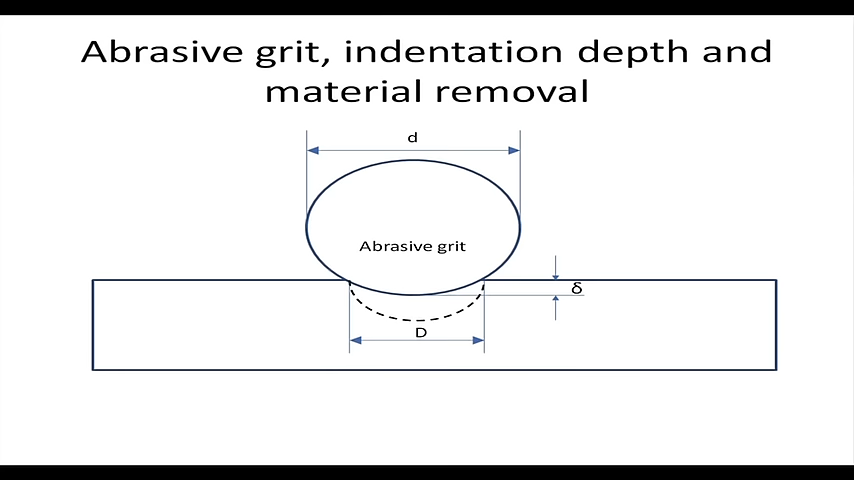 Abrasive grit, indentation depth and
material removal
d
Abrasive grit
δ
D